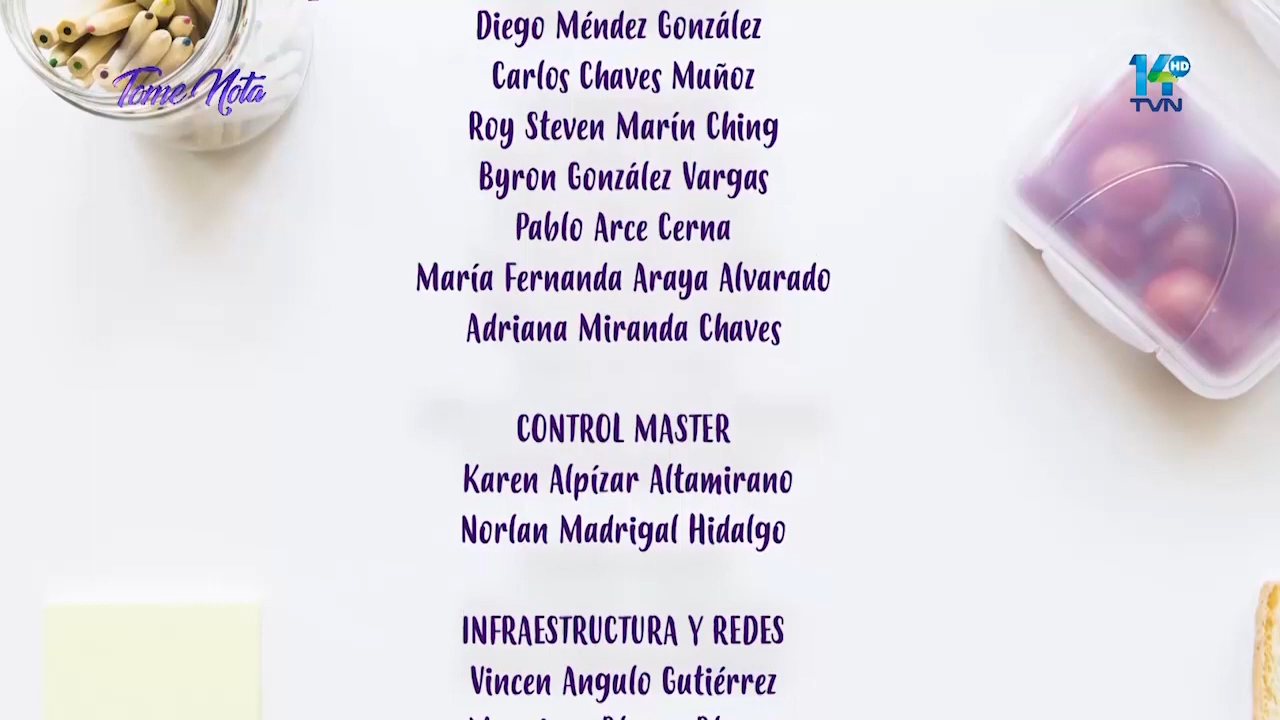 Diego Méndez González
Carlos Chaves Muñoz
Tome Nota
14 HD
TVN
Roy Steven Marín Ching
Byron González Vargas
Pablo Arce Cerna
María Fernanda Araya Alvarado
Adriana Miranda Chaves
CONTROL MASTER
Karen Alpízar Altamirano
Norlan Madrigal Hidalgo
INFRAESTRUCTURA Y REDES
Vincen Angulo Gutiérrez